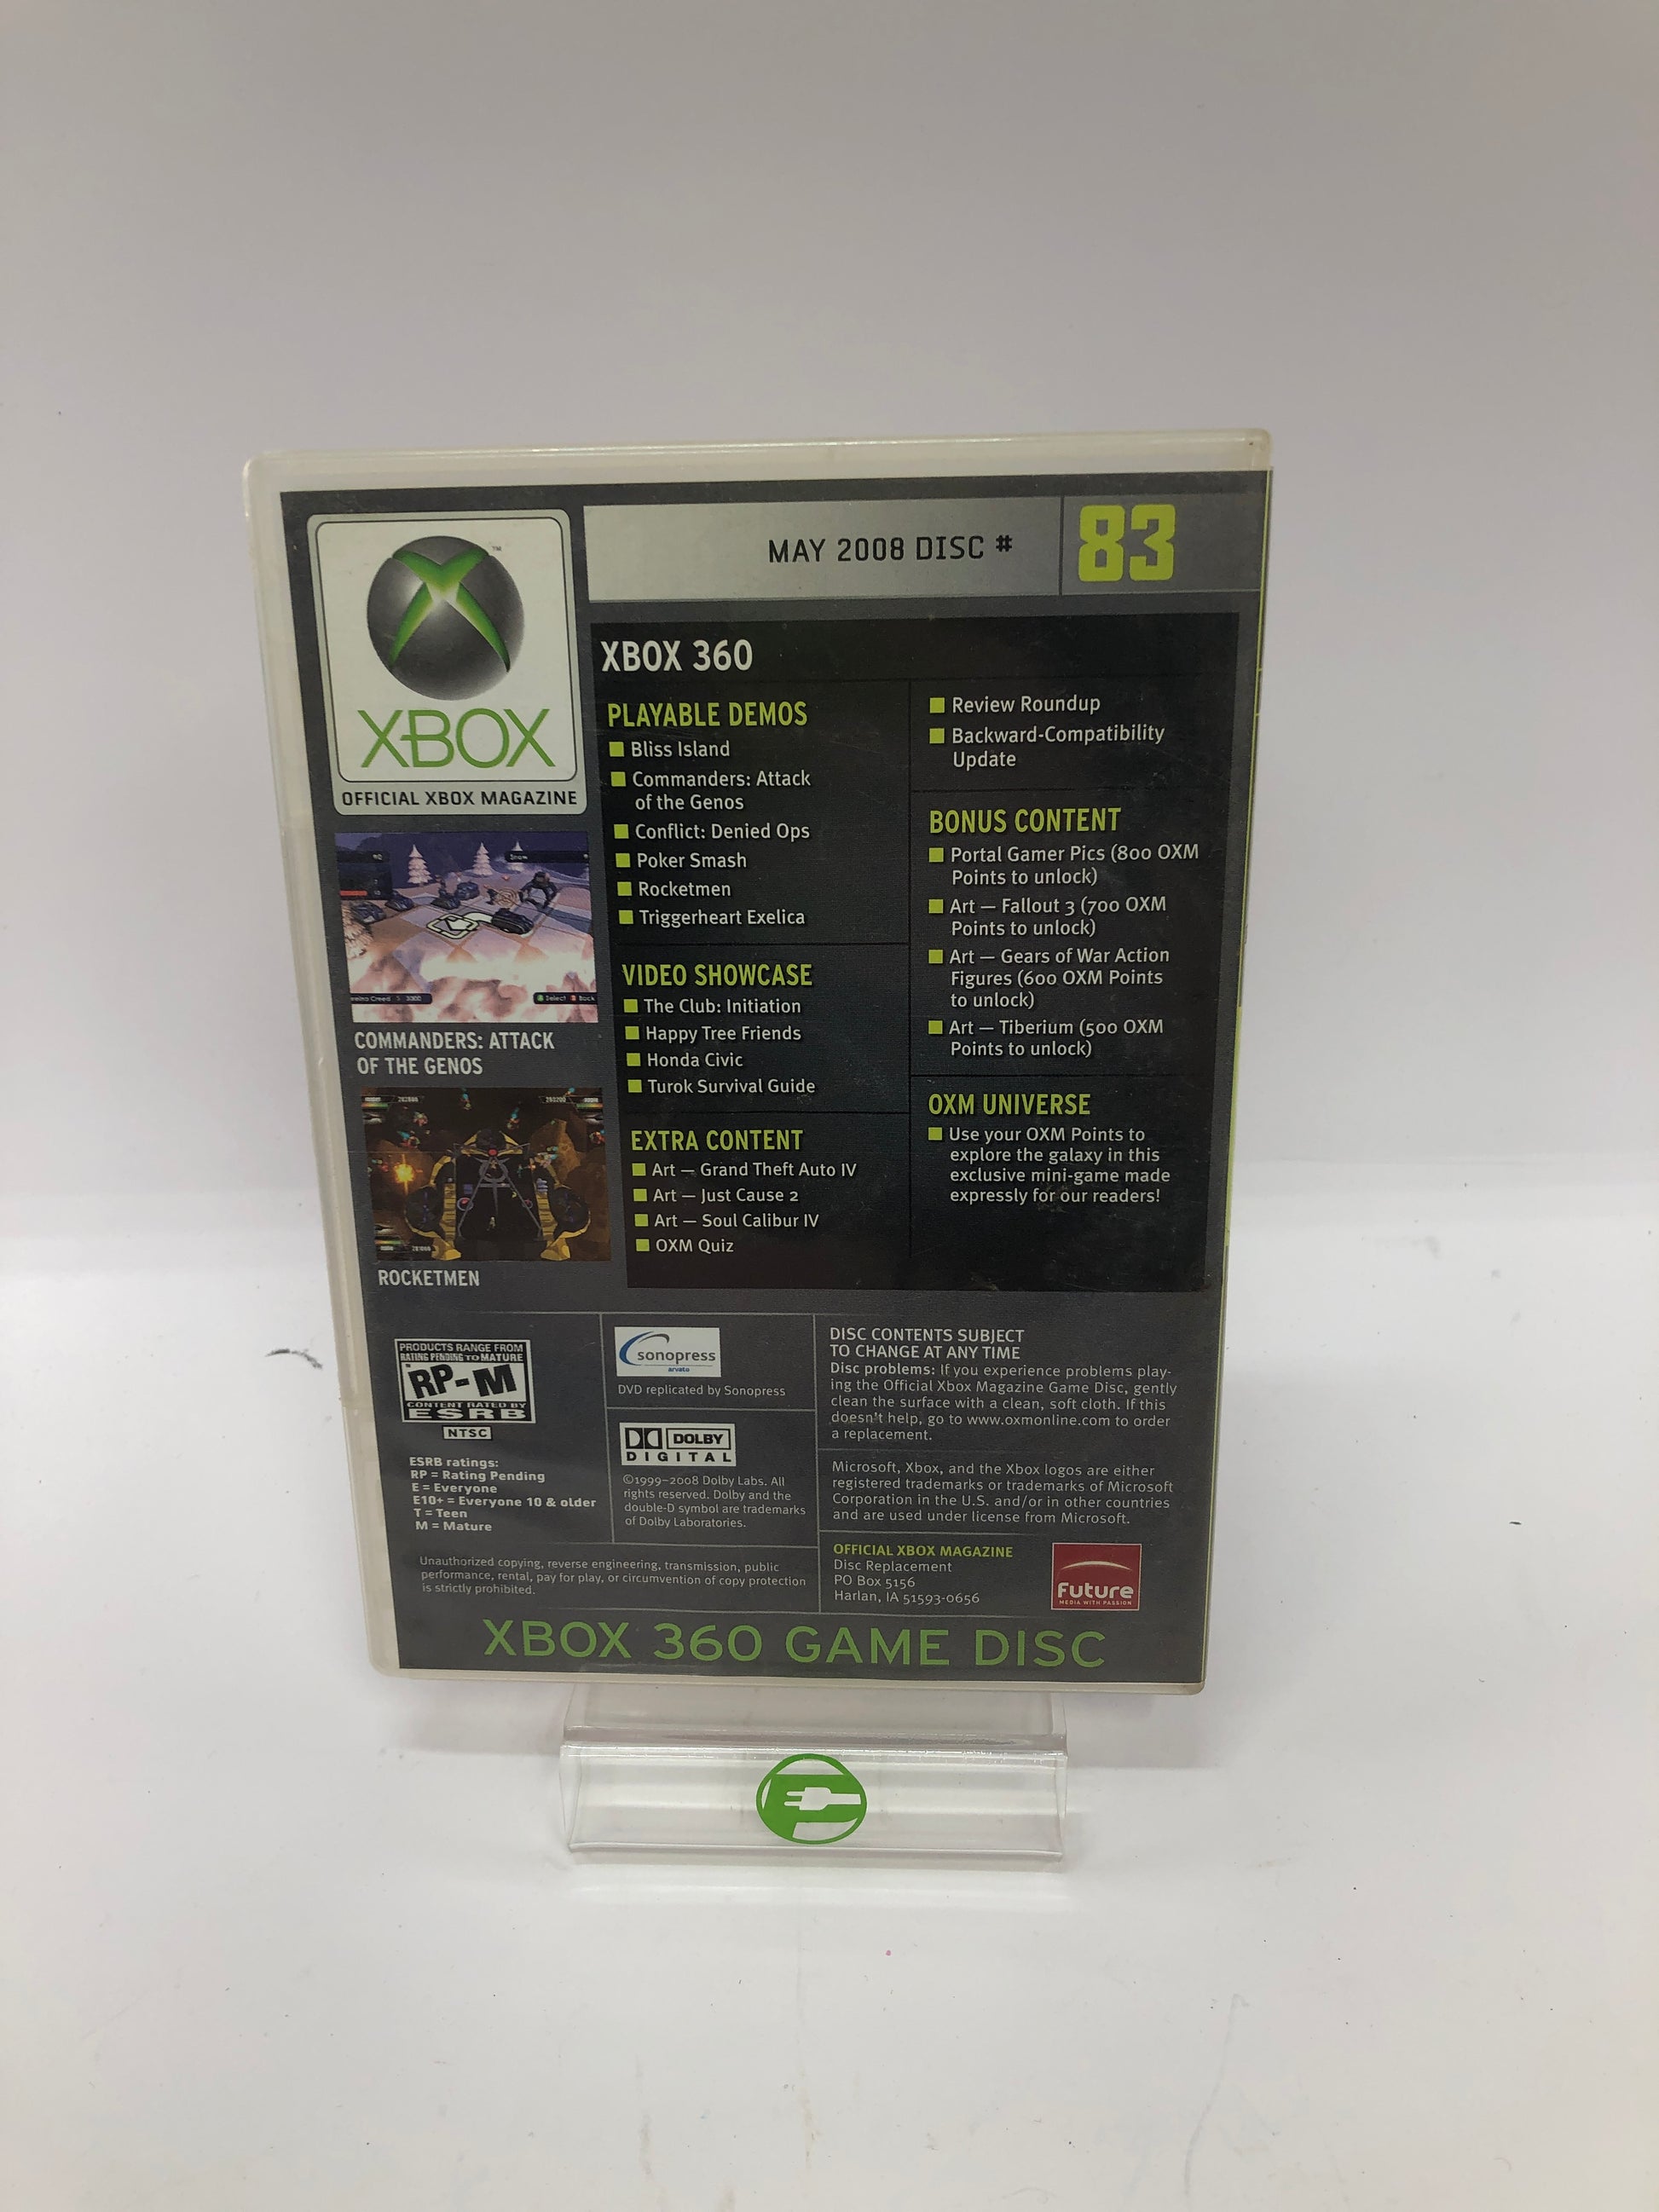 MAY 2008 DISC # 83
TM
XBOX
OFFICIAL XBOX MAGAZINE
COMMANDERS: ATTACK
OF THE GENOS
ROCKETMEN
XBOX 360
PLAYABLE DEMOS
Bliss Island
Commanders: Attack
of the Genos
Conflict: Denied Ops
Poker Smash
Rocketmen
Triggerheart Exelica
VIDEO SHOWCASE
The Club: Initiation
Happy Tree Friends
Honda Civic
Turok Survival Guide
EXTRA CONTENT
Art — Grand Theft Auto IV
Art — Just Cause 2
Art — Soul Calibur IV
OXM Quiz
Review Roundup
Backward-Compatibility
Update
BONUS CONTENT
Portal Gamer Pics (800 OXM
Points to unlock)
Art — Fallout 3 (700 OXM
Points to unlock)
Art — Gears of War Action
Figures (600 OXM Points
to unlock)
Art — Tiberium (500 OXM
Points to unlock)
OXM UNIVERSE
Use your OXM Points to
explore the galaxy in this
exclusive mini-game made
expressly for our readers!
PRODUCTS RANGE FROM
RATING PENDING TO MATURE
RP-M
CONTENT RATED BY
ESRB
NTSC
ESRB ratings:
RP = Rating Pending
E = Everyone
E10+ = Everyone 10 & older
T = Teen
M = Mature
sonopress
arvato
DVD replicated by Sonopress
DOLBY
DIGITAL
©1999–2008 Dolby Labs. All
rights reserved. Dolby and the
double-D symbol are trademarks
of Dolby Laboratories.
Unauthorized copying, reverse engineering, transmission, public
performance, rental, pay for play, or circumvention of copy protection
is strictly prohibited.
DISC CONTENTS SUBJECT
TO CHANGE AT ANY TIME
Disc problems: If you experience problems play-
ing the Official Xbox Magazine Game Disc, gently
clean the surface with a clean, soft cloth. If this
doesn't help, go to www.oxmonline.com to order
a replacement.
Microsoft, Xbox, and the Xbox logos are either
registered trademarks or trademarks of Microsoft
Corporation in the U.S. and/or in other countries
and are used under license from Microsoft.
OFFICIAL XBOX MAGAZINE
Disc Replacement
PO Box 5156
Harlan, IA 51593-0656
Future
MEDIA WITH PASSION
XBOX 360 GAME DISC